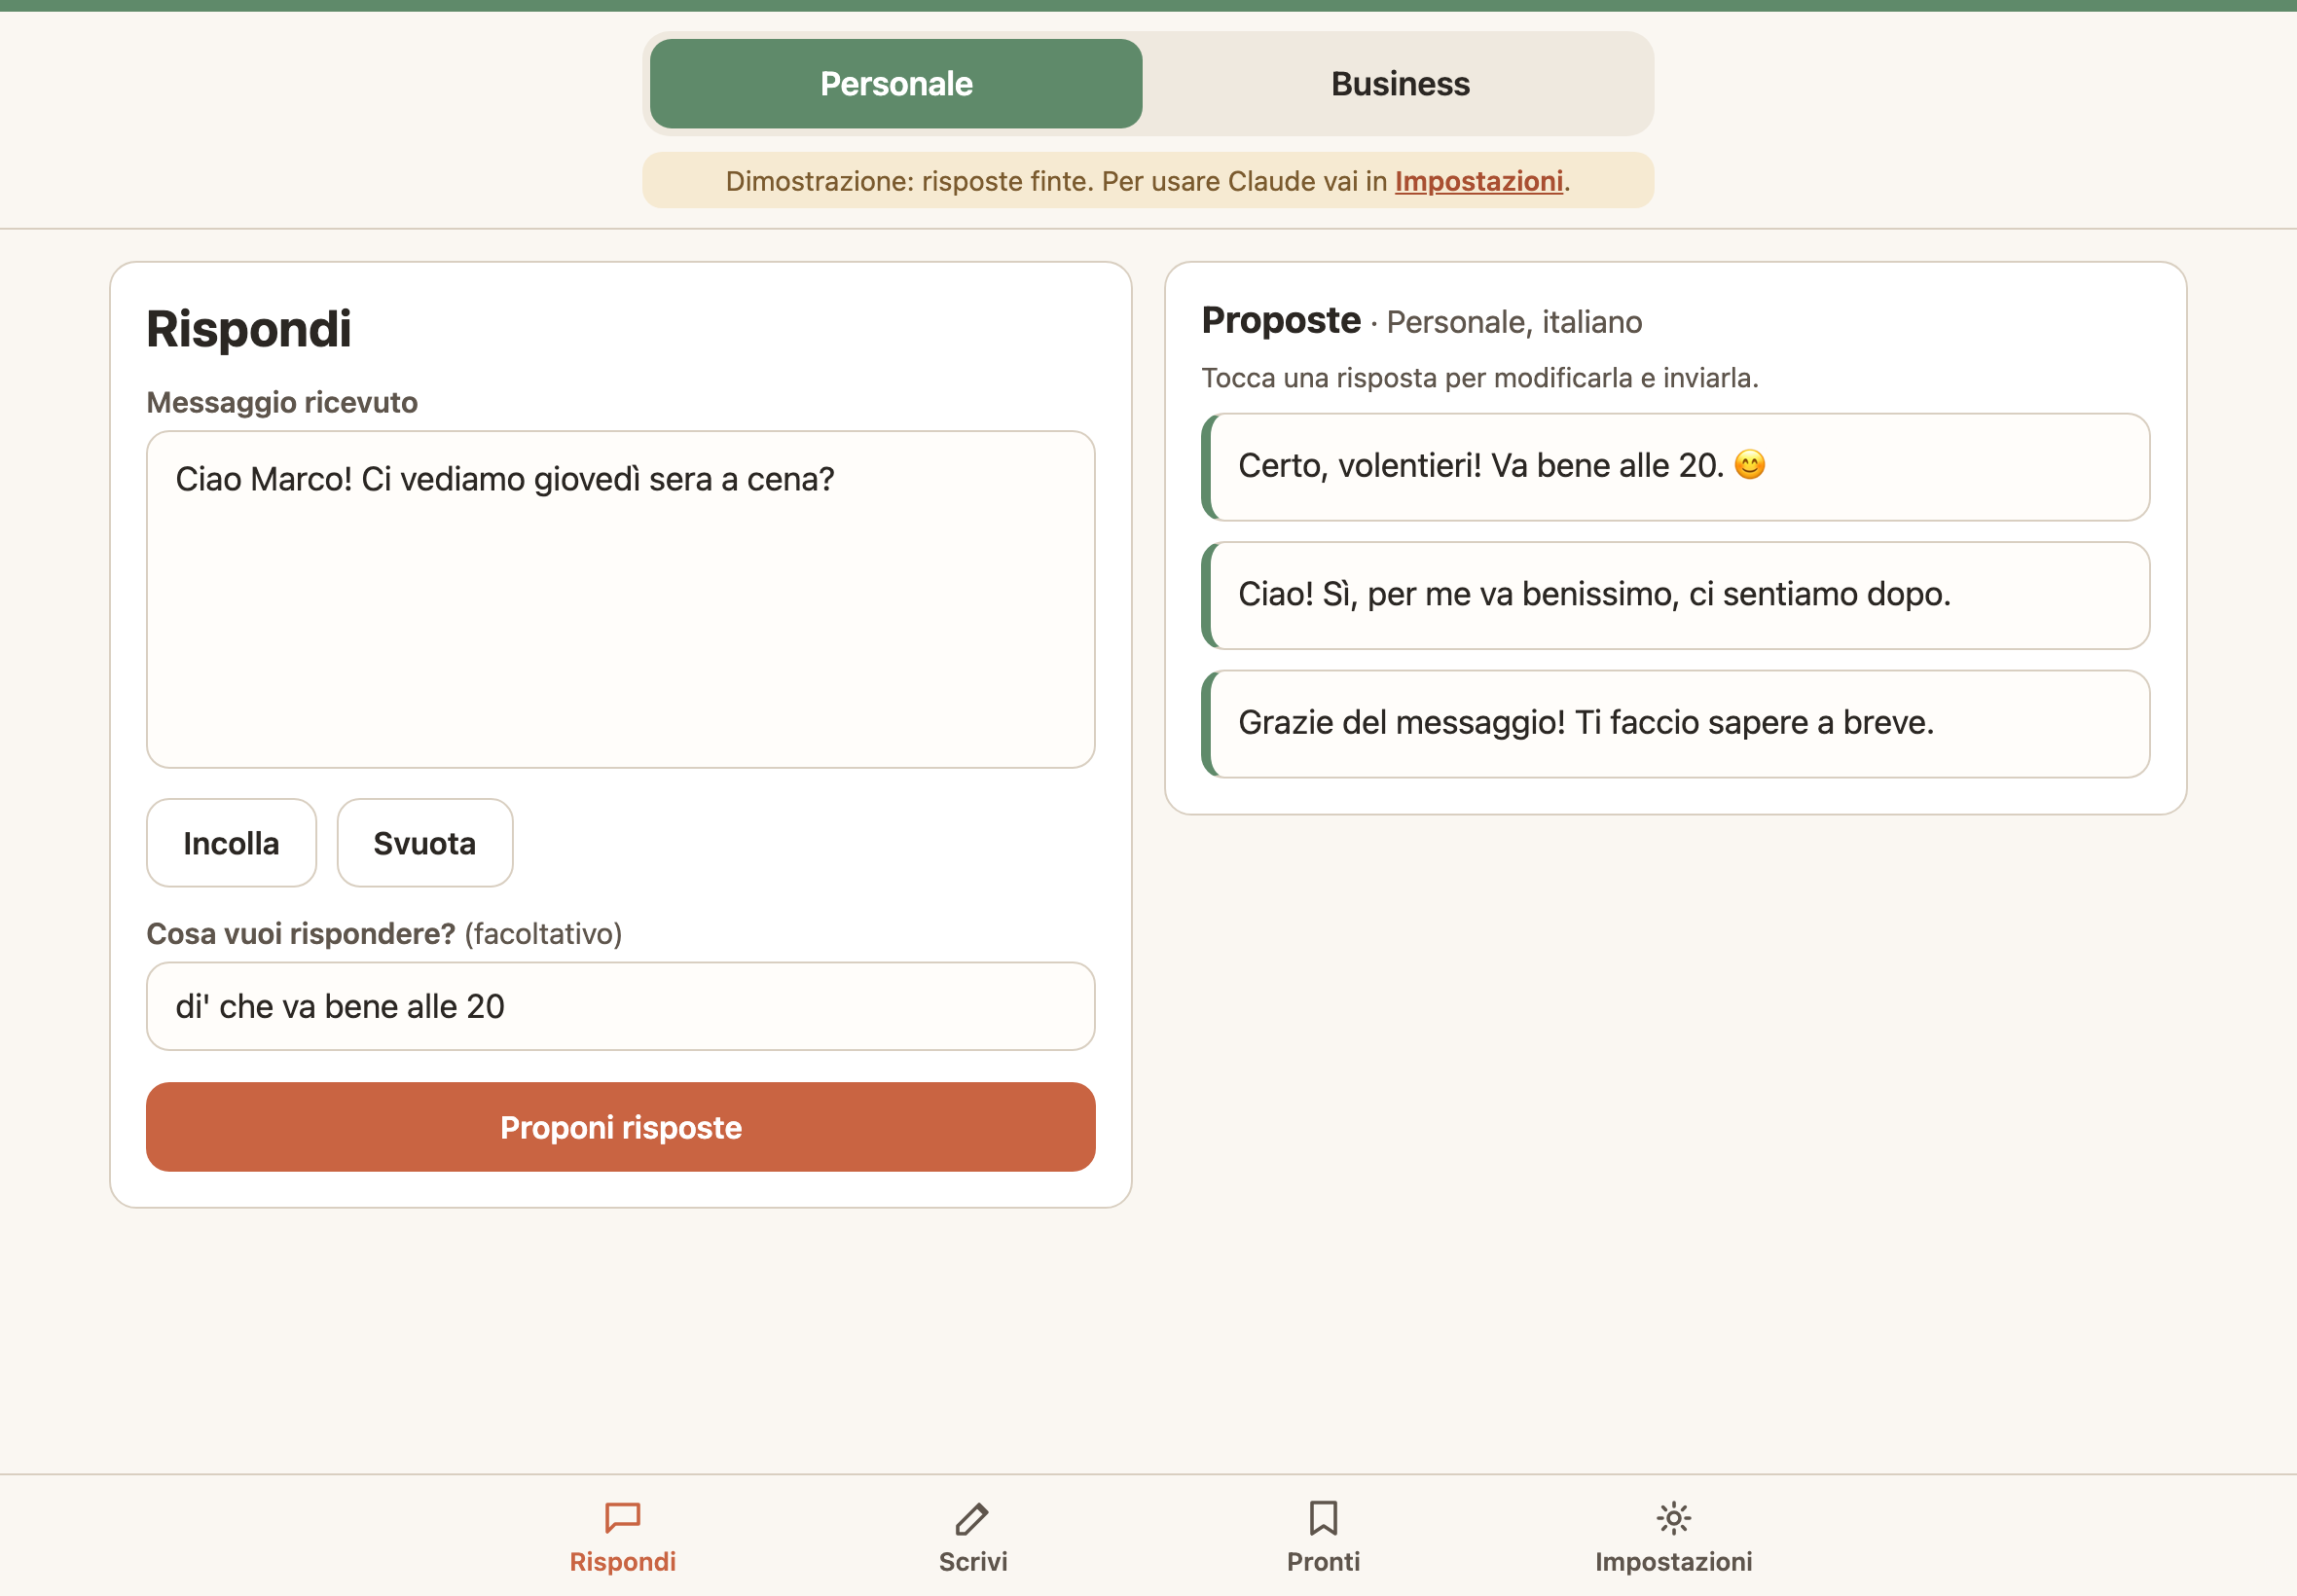 Personale
Business
Dimostrazione: risposte finte. Per usare Claude vai in Impostazioni.
Rispondi
Messaggio ricevuto
Ciao Marco! Ci vediamo giovedì sera a cena?
Incolla
Svuota
Cosa vuoi rispondere? (facoltativo)
di' che va bene alle 20
Proponi risposte
Proposte · Personale, italiano
Tocca una risposta per modificarla e inviarla.
Certo, volentieri! Va bene alle 20. 😊
Ciao! Sì, per me va benissimo, ci sentiamo dopo.
Grazie del messaggio! Ti faccio sapere a breve.
Rispondi
Scrivi
Pronti
Impostazioni